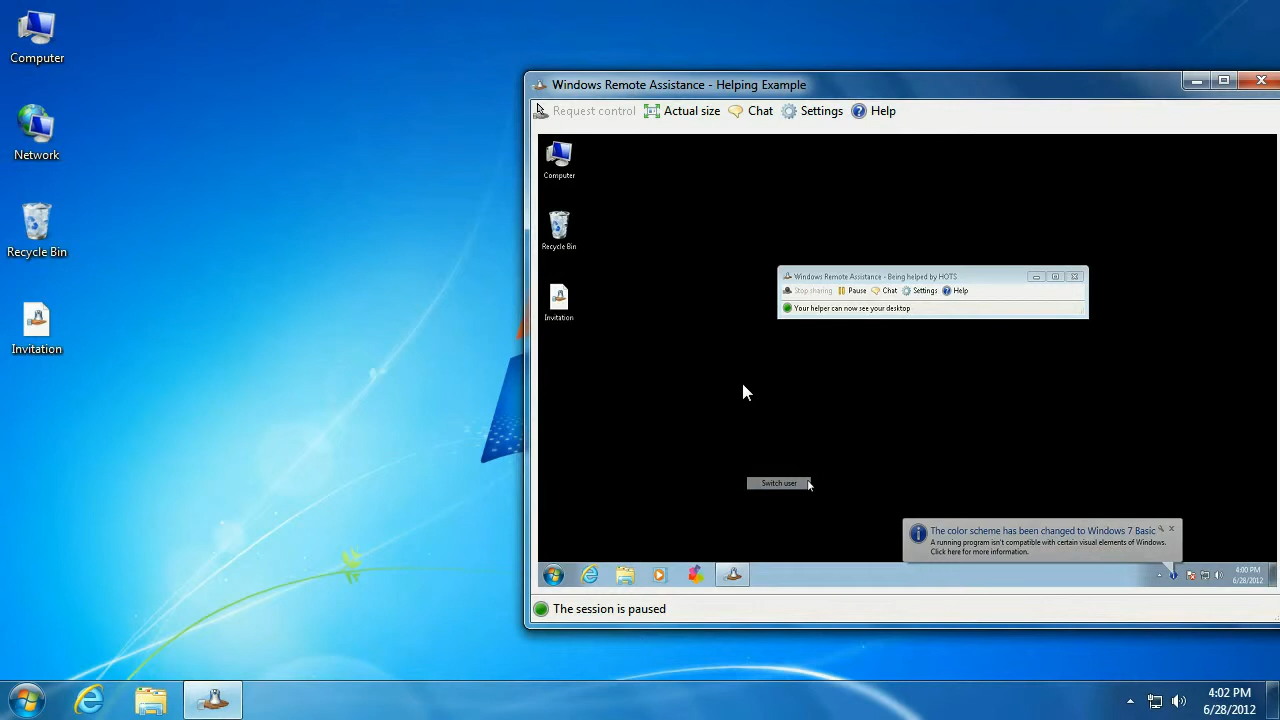 Computer
Network
Recycle Bin
Invitation
Windows Remote Assistance - Helping Example
Request control Actual size Chat Settings Help
Computer
Recycle Bin
Invitation
Windows Remote Assistance - Being helped by HOTS
Stop sharing Pause Chat Settings Help
Your helper can now see your desktop
Switch user
The color scheme has been changed to Windows 7 Basic
A running program isn't compatible with certain visual elements of Windows.
Click here for more information.
4:00 PM
6/28/2012
The session is paused
4:02 PM
6/28/2012